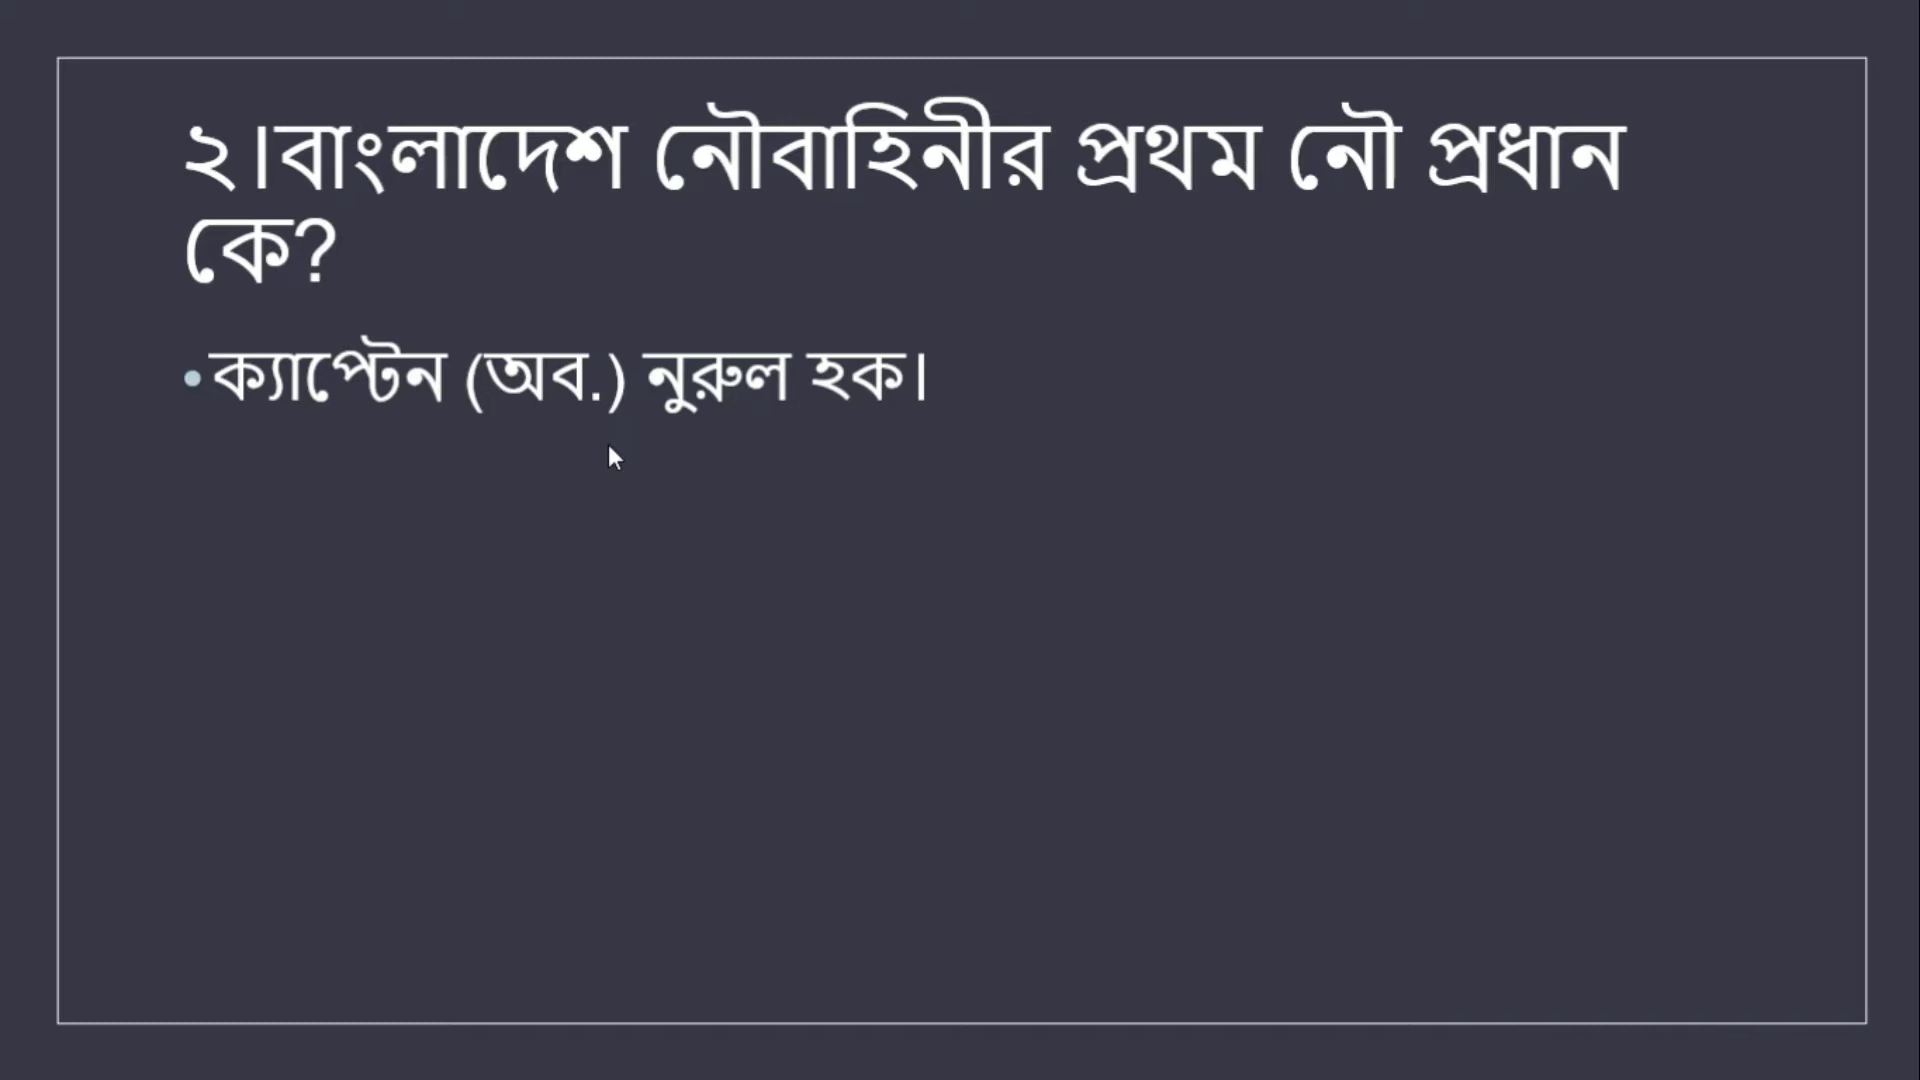 ২।বাংলাদেশ নৌবাহিনীর প্রথম নৌ প্রধান
কে?
• ক্যাপ্টেন (অব.) নুরুল হক।